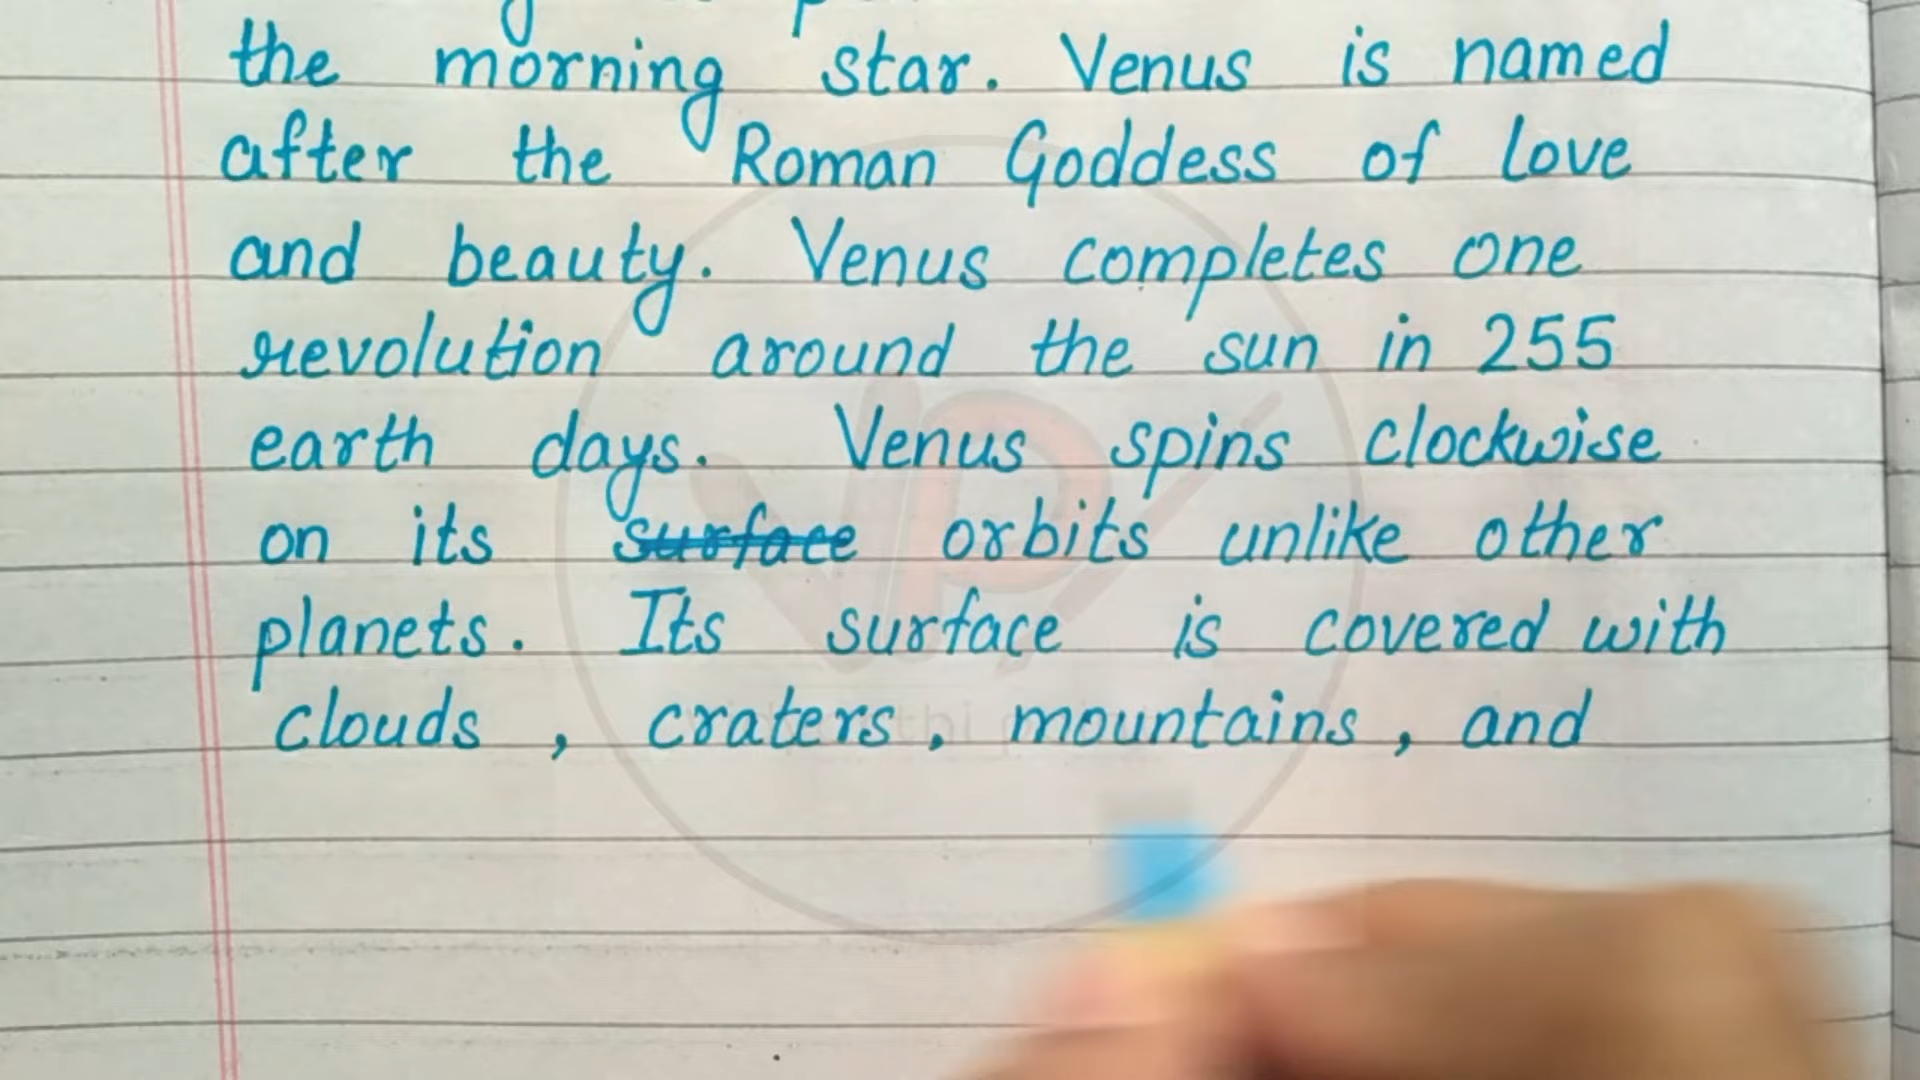 the morning star. Venus is named
after the Roman Goddess of love
and beauty. Venus completes one
revolution around the sun in 255
earth days. Venus spins clockwise
on its surface orbits unlike other
planets. Its surface is covered with
clouds, craters, mountains, and